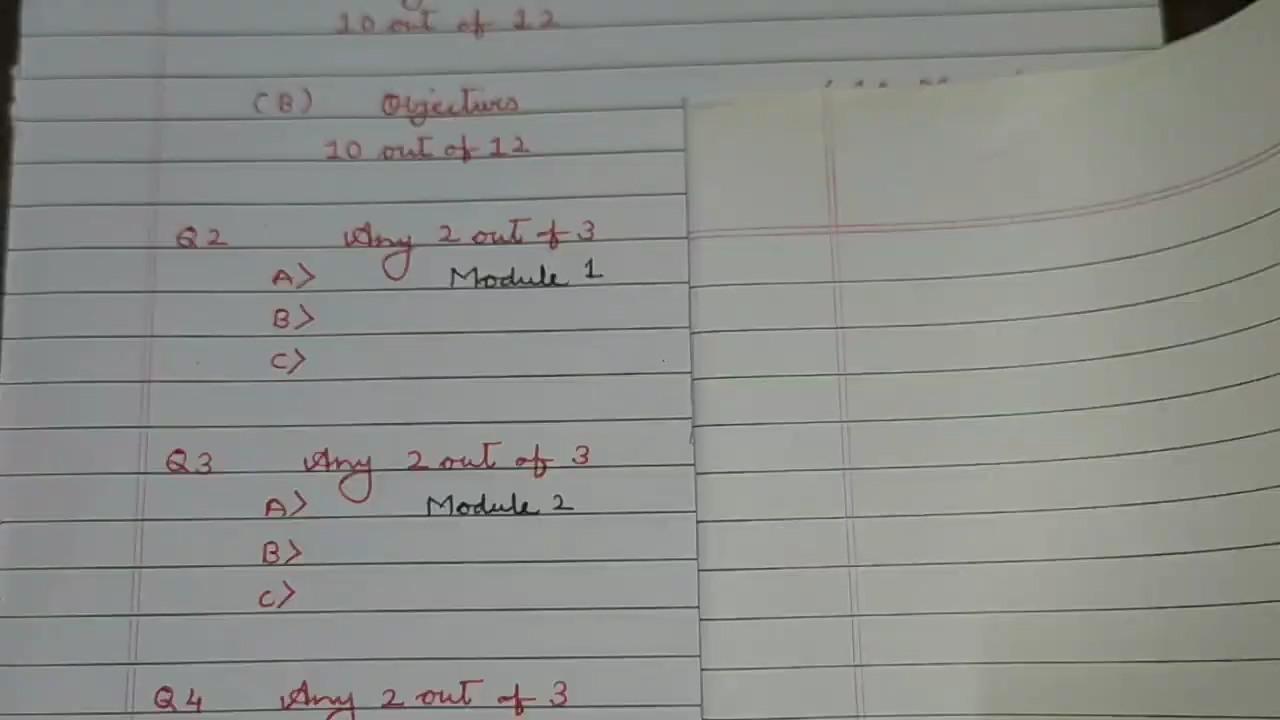 10 out of 12
(B) Objectives
10 out of 12
Q2 Any 2 out of 3
A> Module 1
B>
C>
Q3 Any 2 out of 3
A> Module 2
B>
C>
Q4 Any 2 out of 3